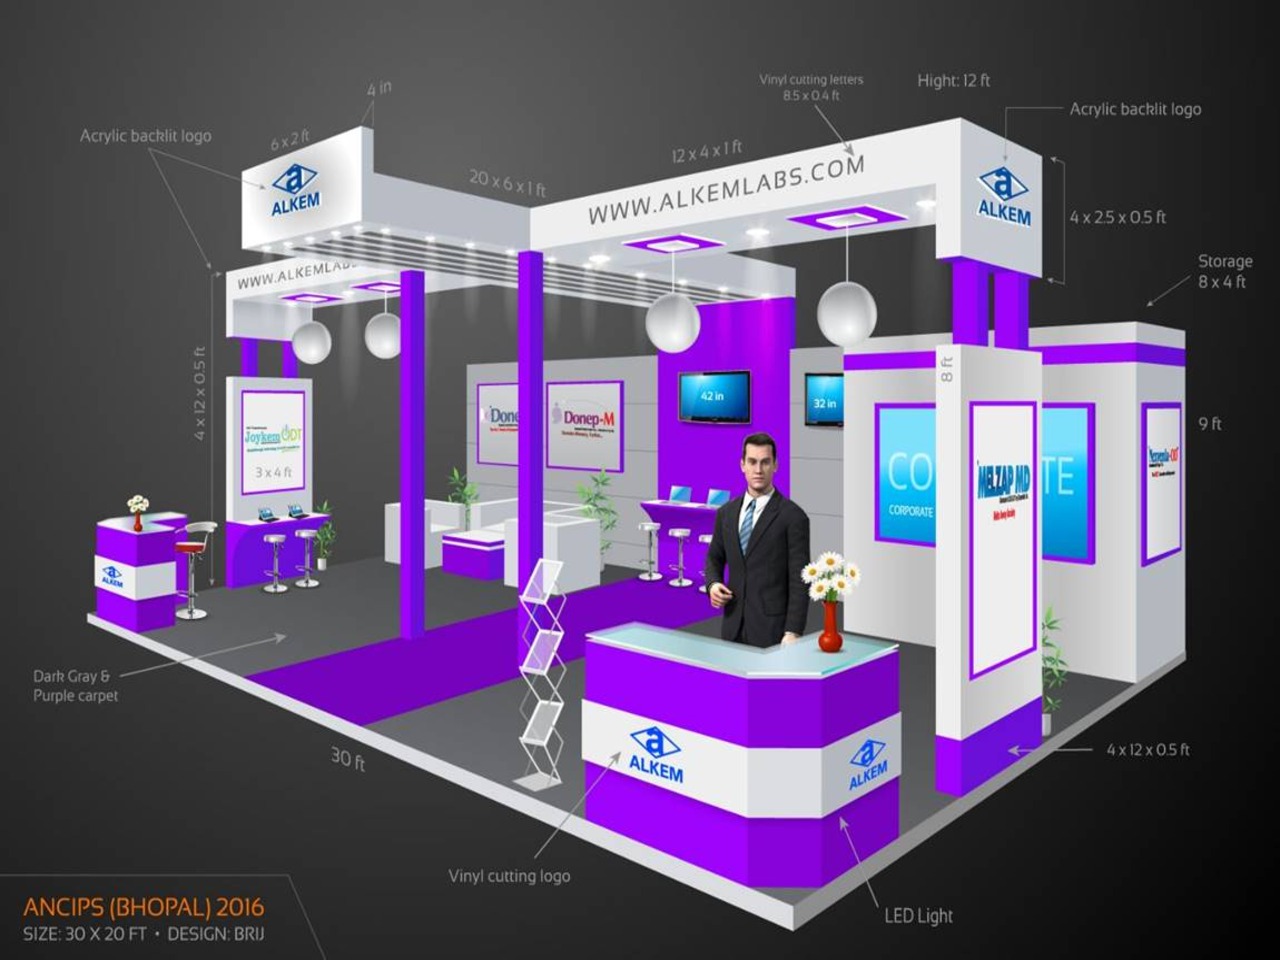 4 in
Vinyl cutting letters
8.5 x 0.4 ft
Hight: 12 ft
Acrylic backlit logo
Acrylic backlit logo
6 x 2 ft
12 x 4 x 1 ft
20 x 6 x 1 ft
ALKEM
WWW.ALKEMLABS.COM
ALKEM
4 x 2.5 x 0.5 ft
Storage
8 x 4 ft
WWW.ALKEMLABS
4 x 12 x 0.5 ft
8 ft
9 ft
42 in
32 in
Done
Donep-M
JoykemODT
3 x 4 ft
CO
CORPORATE
TE
MELZAP MD
ALKEM
Dark Gray &
Purple carpet
30 ft
ALKEM
ALKEM
4 x 12 x 0.5 ft
Vinyl cutting logo
LED Light
ANCIPS (BHOPAL) 2016
SIZE: 30 X 20 FT • DESIGN: BRIJ